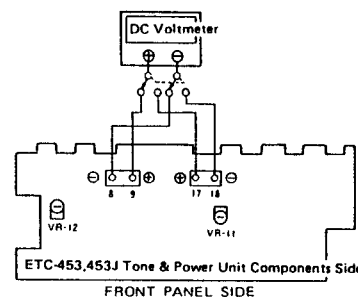 DC Voltmeter
⊕ ⊖
⊖ ⊕ ⊕ ⊖
8 9 17 18
VR-12 VR-11
ETC-453,453J Tone & Power Unit Components Side
FRONT PANEL SIDE